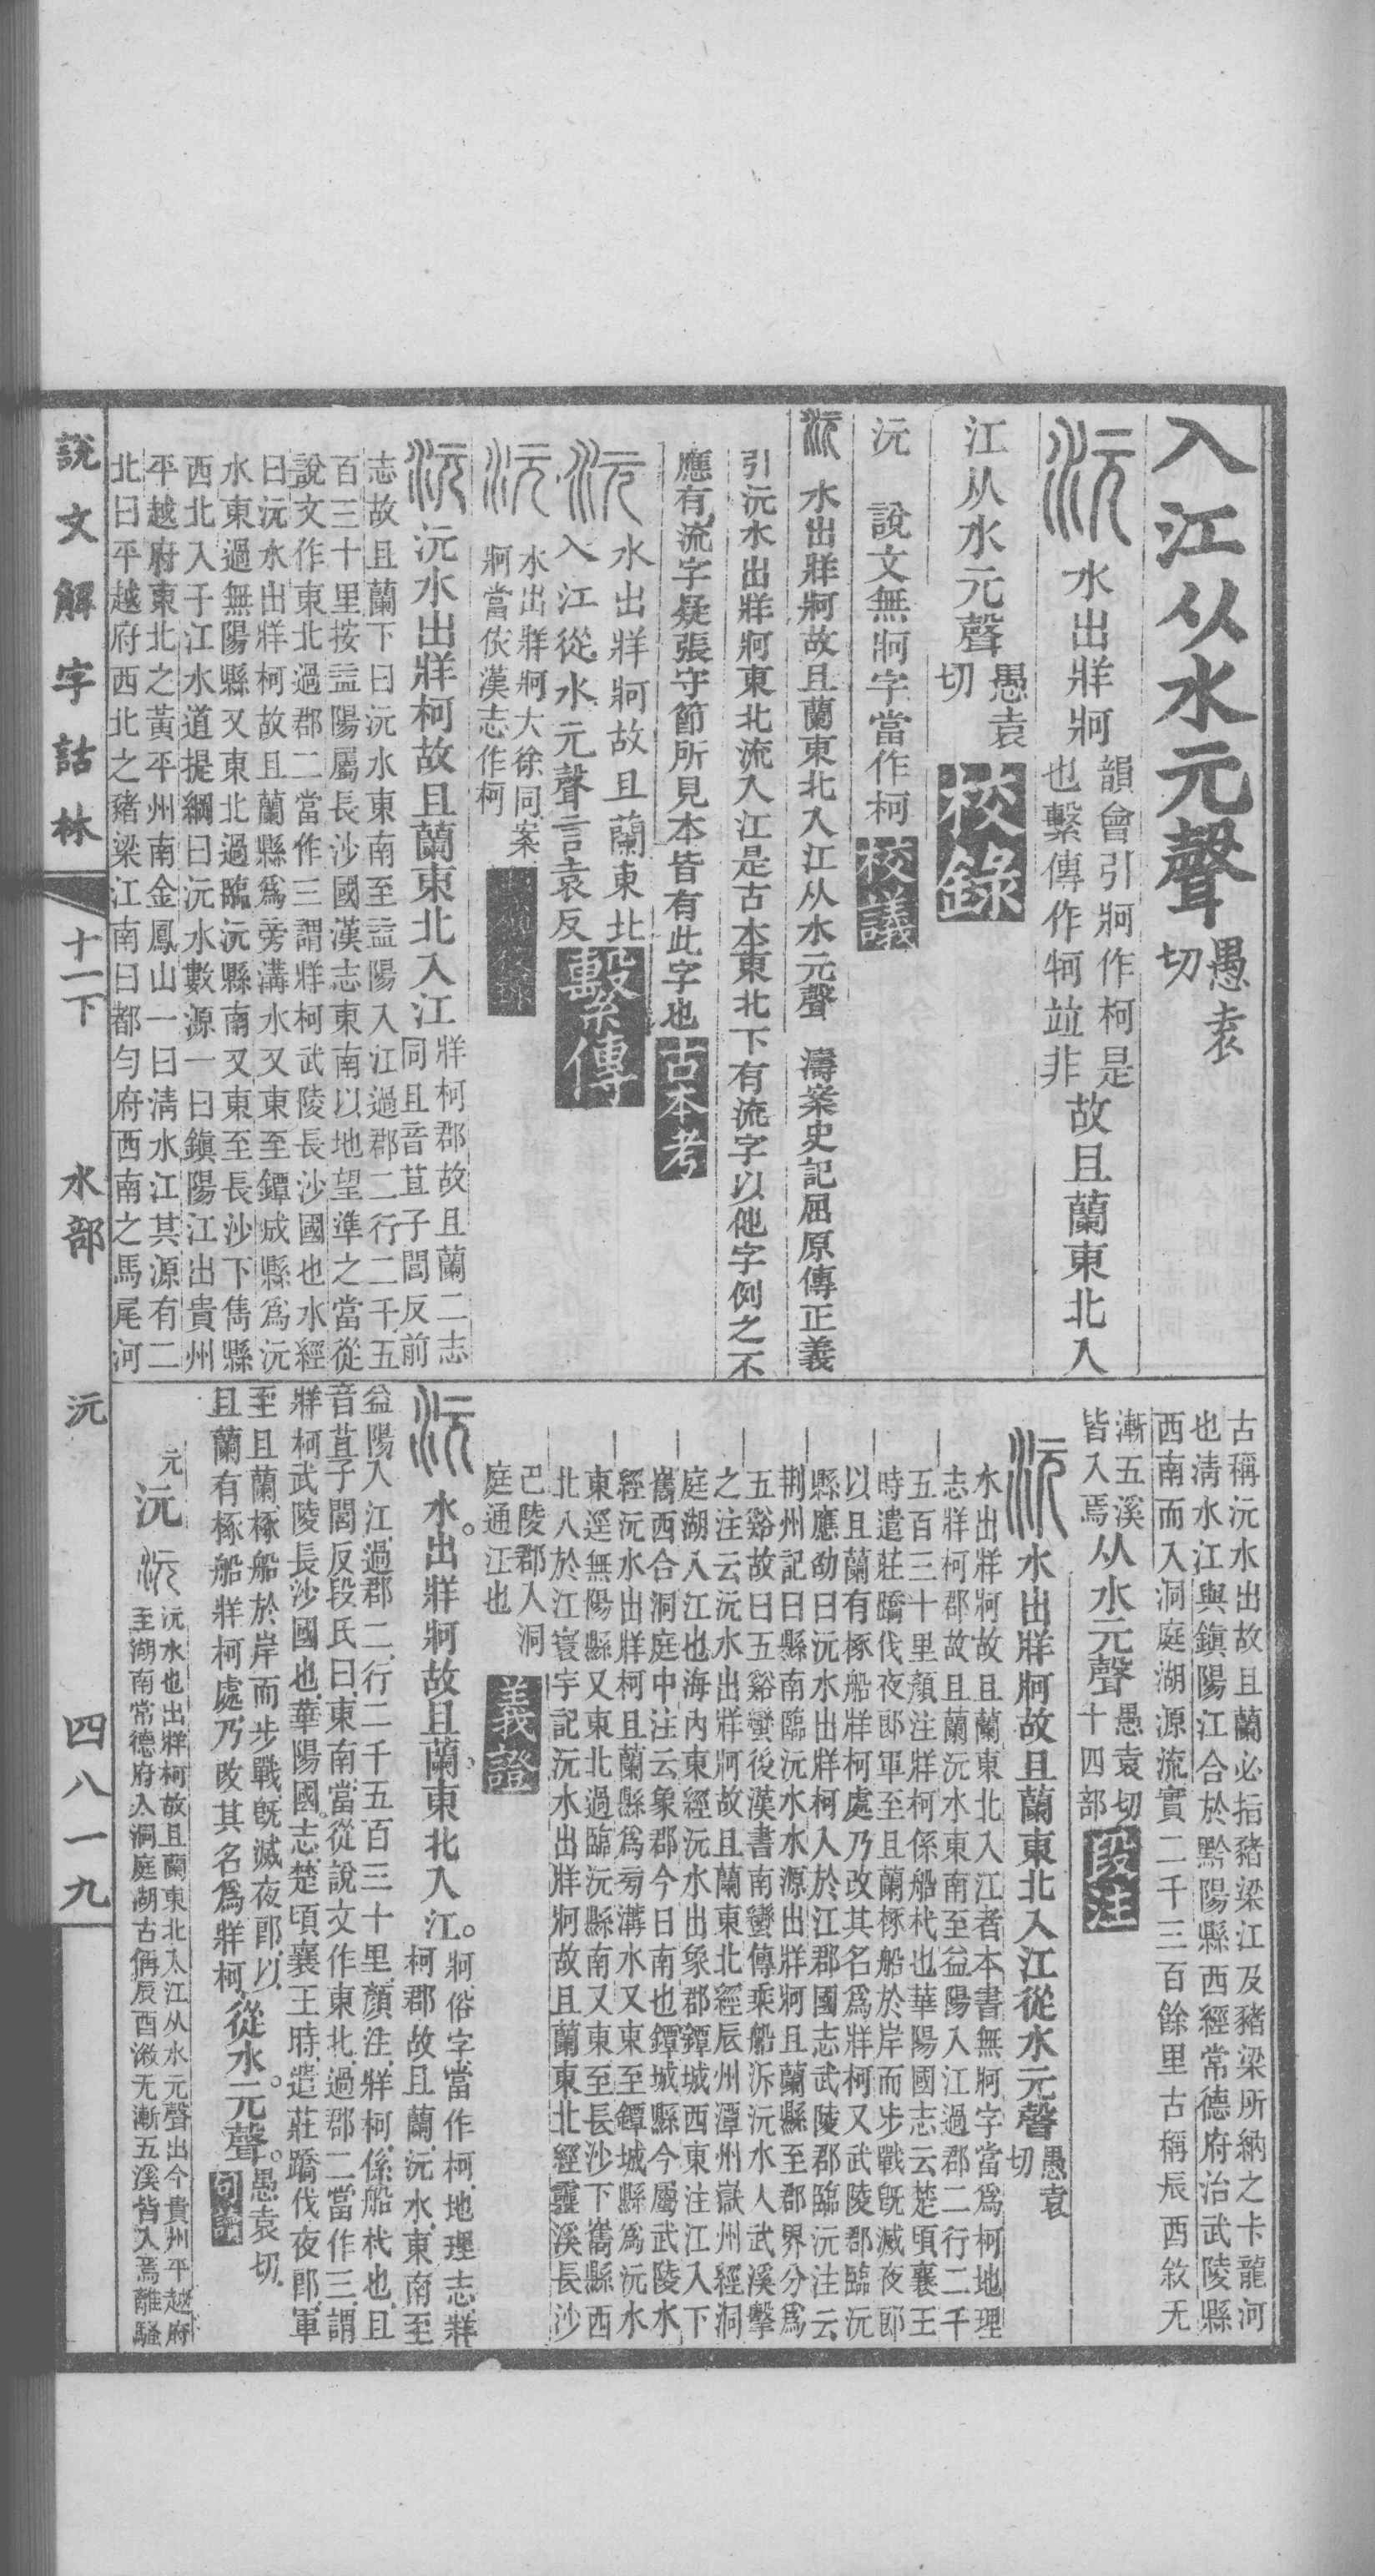 入江从水元聲愚袁切
沅水出牂牁韻會引牁作柯是也繫傳作牱竝非故且蘭東北入
江从水元聲愚袁切校錄
沅 說文無牁字當作柯校議
沅 水出牂牁故且蘭東北入江从水元聲 濤案史記屈原傳正義
引沅水出牂牁東北流入江是古本東北下有流字以他字例之不
應有流字疑張守節所見本皆有此字也古本考
沅水出牂牁故且蘭東北
入江從水元聲言袁反繫傳
沅水出牂牁大徐同案
牁當依漢志作柯
沅沅水出牂柯故且蘭東北入江牂柯郡故且蘭二志同且音苴子閭反前
志故且蘭下曰沅水東南至益陽入江過郡二行二千五
百三十里按益陽屬長沙國漢志東南以地望準之當從
說文作東北過郡二當作三謂牂柯武陵長沙國也水經
曰沅水出牂柯故且蘭縣爲旁溝水又東至鐔成縣爲沅
水東過無陽縣又東北過臨沅縣南又東至長沙下雋縣
西北入于江水道提綱曰沅水數源一曰鎮陽江出貴州
平越府東北之黃平州南金鳳山一曰清水江其源有二
北曰平越府西北之豬梁江南曰都勻府西南之馬尾河
古稱沅水出故且蘭必指豬梁江及豬梁所納之卡龍河
也清水江與鎮陽江合於黔陽縣西經常德府治武陵縣
西南而入洞庭湖源流實二千三百餘里古稱辰酉敘无
漸五溪皆入焉从水元聲愚袁切十四部段注
沅水出牂牁故且蘭東北入江從水元聲愚袁切
水出牂牁故且蘭東北入江者本書無牁字當爲柯地理
志牂柯郡故且蘭沅水東南至益陽入江過郡二行二千
五百三十里顏注牂柯係船杙也華陽國志云楚頃襄王
時遣莊蹻伐夜郎軍至且蘭椓船於岸而步戰既滅夜郎
以且蘭有椓船牂柯處乃改其名爲牂柯又武陵郡臨沅
縣應劭曰沅水出牂柯入於江郡國志武陵郡臨沅注云
荆州記曰縣南臨沅水水源出牂牁且蘭縣至郡界分爲
五谿故曰五谿蠻後漢書南蠻傳乘船泝沅水入武溪擊
之注云沅水出牂牁故且蘭東北經辰州潭州嶽州經洞
庭湖入江也海內東經沅水出象郡鐔城西東注江入下
雋西合洞庭中注云象郡今日南也鐔城縣今屬武陵水
經沅水出牂柯且蘭縣爲旁溝水又東至鐔城縣爲沅水
東逕無陽縣又東北過臨沅縣南又東至長沙下雋縣西
北入於江寰宇記沅水出牂牁故且蘭東北經靈溪長沙
巴陵郡入洞
庭通江也義證
沅 水出牂牁故且蘭東北入江。牁俗字當作柯地理志牂柯郡故且蘭沅水東南至
益陽入江過郡二行二千五百三十里顏注牂柯係船杙也且
音苴子閭反段氏曰東南當從說文作東北過郡二當作三謂
牂柯武陵長沙國也華陽國志楚頃襄王時遣莊蹻伐夜郎軍
至且蘭椓船於岸而步戰既滅夜郎以
且蘭有椓船牂柯處乃改其名爲牂柯從水。元聲。愚袁切句讀
元 沅 沅 沅水也出牂柯故且蘭東北入江从水元聲出今貴州平越府
至湖南常德府入洞庭湖古偁辰酉漵无漸五溪皆入焉離騷
說文解字詁林 十一下 水部 沅 四八一九